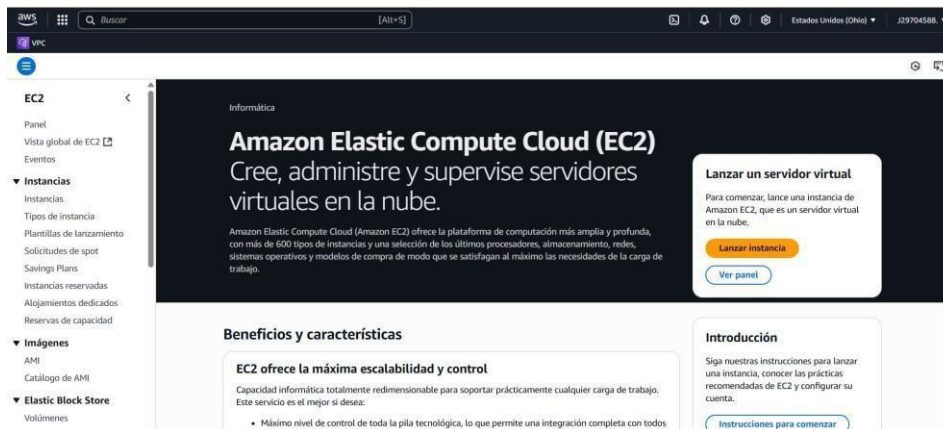 aws
Buscar
[Alt+S]
Estados Unidos (Ohio)
J29704588.
VPC
EC2
Panel
Vista global de EC2
Eventos
Instancias
Instancias
Tipos de instancia
Plantillas de lanzamiento
Solicitudes de spot
Savings Plans
Instancias reservadas
Alojamientos dedicados
Reservas de capacidad
Imágenes
AMI
Catálogo de AMI
Elastic Block Store
Volúmenes
Informática
Amazon Elastic Compute Cloud (EC2)
Cree, administre y supervise servidores
virtuales en la nube.
Amazon Elastic Compute Cloud (Amazon EC2) ofrece la plataforma de computación más amplia y profunda,
con más de 600 tipos de instancias y una selección de los últimos procesadores, almacenamiento, redes,
sistemas operativos y modelos de compra de modo que se satisfagan al máximo las necesidades de la carga de
trabajo.
Lanzar un servidor virtual
Para comenzar, lance una instancia de
Amazon EC2, que es un servidor virtual
en la nube.
Lanzar instancia
Ver panel
Beneficios y características
EC2 ofrece la máxima escalabilidad y control
Capacidad informática totalmente redimensionable para soportar prácticamente cualquier carga de trabajo.
Este servicio es el mejor si desea:
• Máximo nivel de control de toda la pila tecnológica, lo que permite una integración completa con todos
Introducción
Siga nuestras instrucciones para lanzar
una instancia, conocer las prácticas
recomendadas de EC2 y configurar su
cuenta.
Instrucciones para comenzar